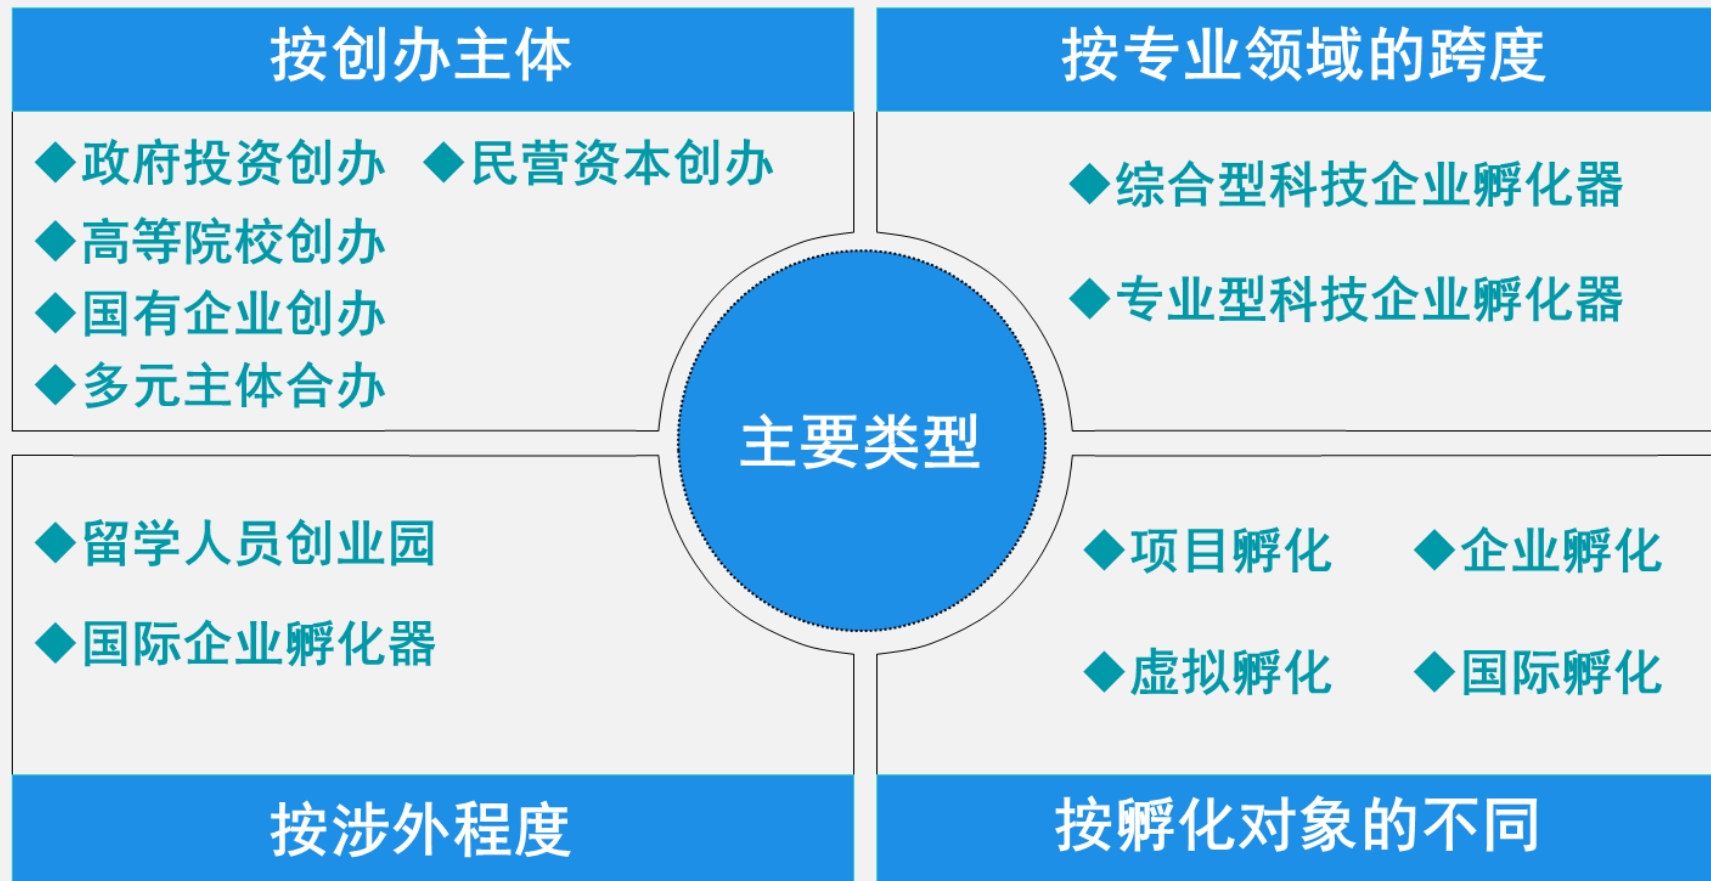 按创办主体
◆政府投资创办 ◆民营资本创办
◆高等院校创办
◆国有企业创办
◆多元主体合办
按专业领域的跨度
◆综合型科技企业孵化器
◆专业型科技企业孵化器
主要类型
◆留学人员创业园
◆国际企业孵化器
按涉外程度
◆项目孵化 ◆企业孵化
◆虚拟孵化 ◆国际孵化
按孵化对象的不同